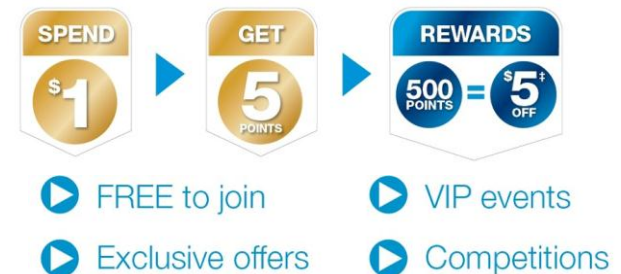 SPEND
$1
GET
5
POINTS
REWARDS
500
POINTS
=
$5‡
OFF
FREE to join
VIP events
Exclusive offers
Competitions